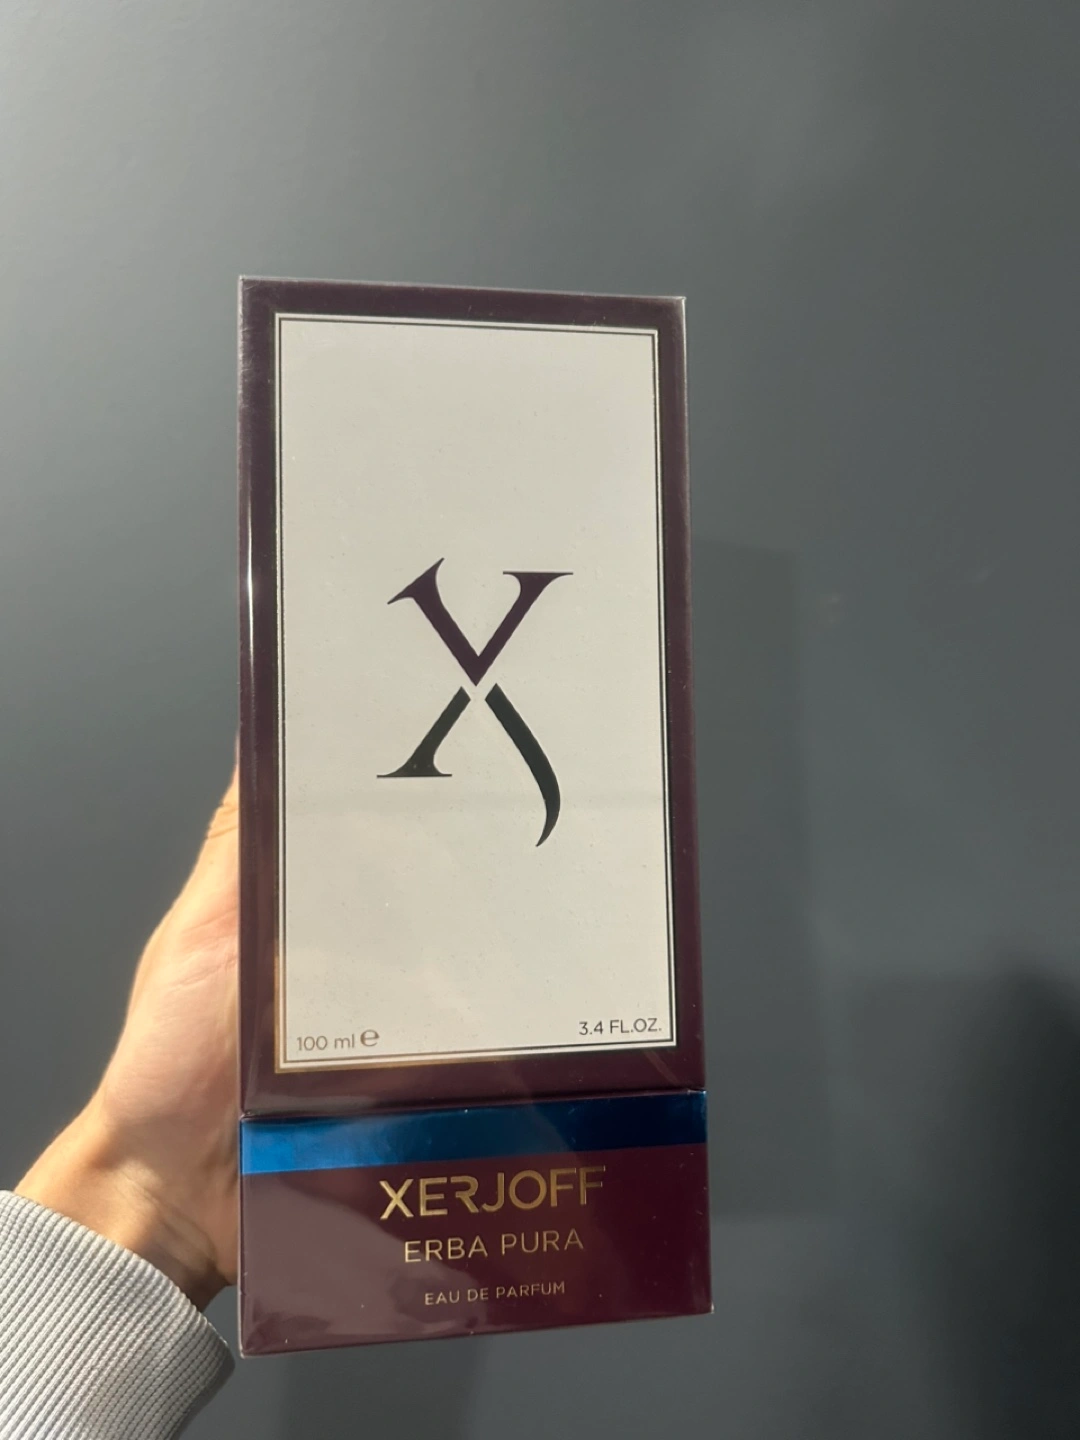 X
100 ml e
3.4 FL.OZ.
XERJOFF
ERBA PURA
EAU DE PARFUM